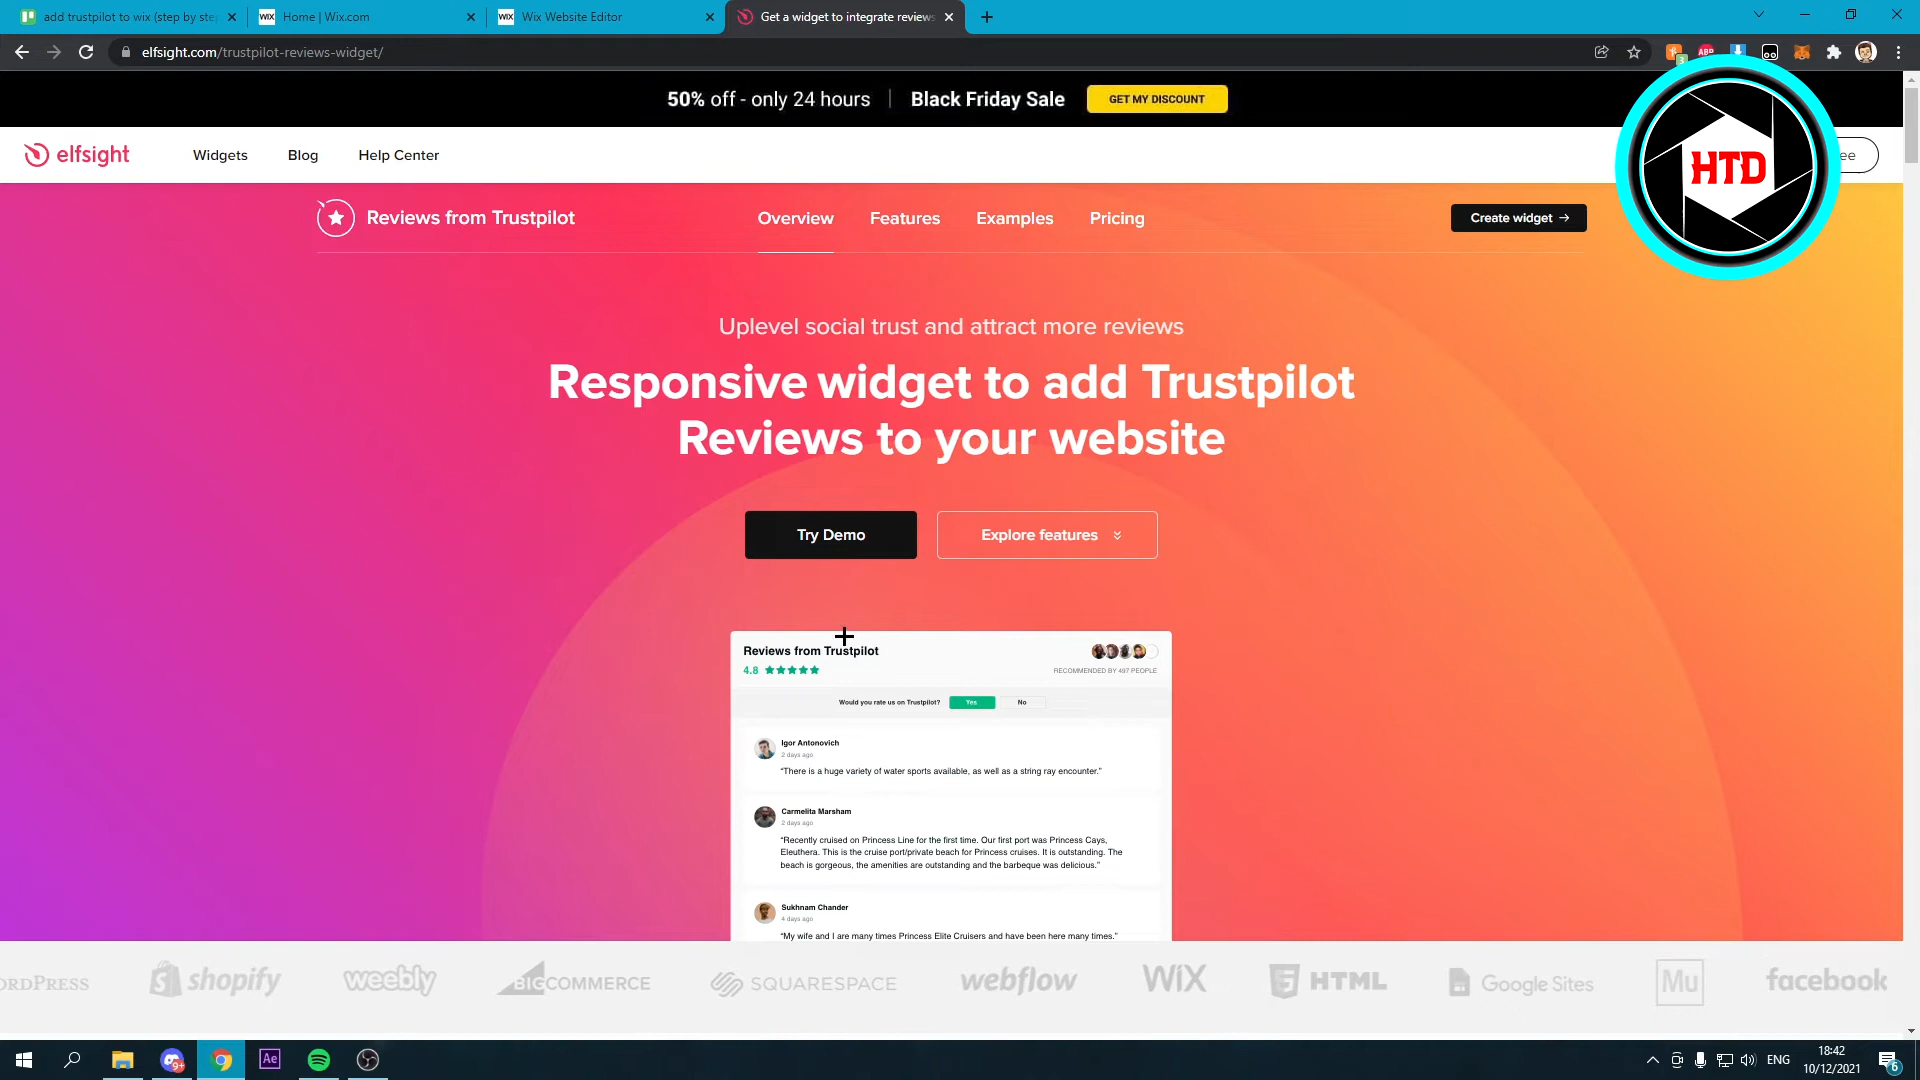 add trustpilot to wix (step by ste
Home | Wix.com
Wix Website Editor
Get a widget to integrate reviews
elfsight.com/trustpilot-reviews-widget/
50% off - only 24 hours | Black Friday Sale GET MY DISCOUNT
elfsight Widgets Blog Help Center ee
HTD
Reviews from Trustpilot Overview Features Examples Pricing Create widget →
Uplevel social trust and attract more reviews
Responsive widget to add Trustpilot
Reviews to your website
Try Demo Explore features
Reviews from Trustpilot
4.8 RECOMMENDED BY 497 PEOPLE
Would you rate us on Trustpilot? Yes No
Igor Antonovich
2 days ago
“There is a huge variety of water sports available, as well as a string ray encounter.”
Carmelita Marsham
2 days ago
“Recently cruised on Princess Line for the first time. Our first port was Princess Cays,
Eleuthera. This is the cruise port/private beach for Princess cruises. It is outstanding. The
beach is gorgeous, the amenities are outstanding and the barbeque was delicious.”
Sukhnam Chander
4 days ago
“My wife and I are many times Princess Elite Cruisers and have been here many times.”
ORDPRESS shopify weebly BIGCOMMERCE SQUARESPACE webflow WIX HTML Google Sites Mu facebook
9+ Ae ENG 18:42
10/12/2021 6